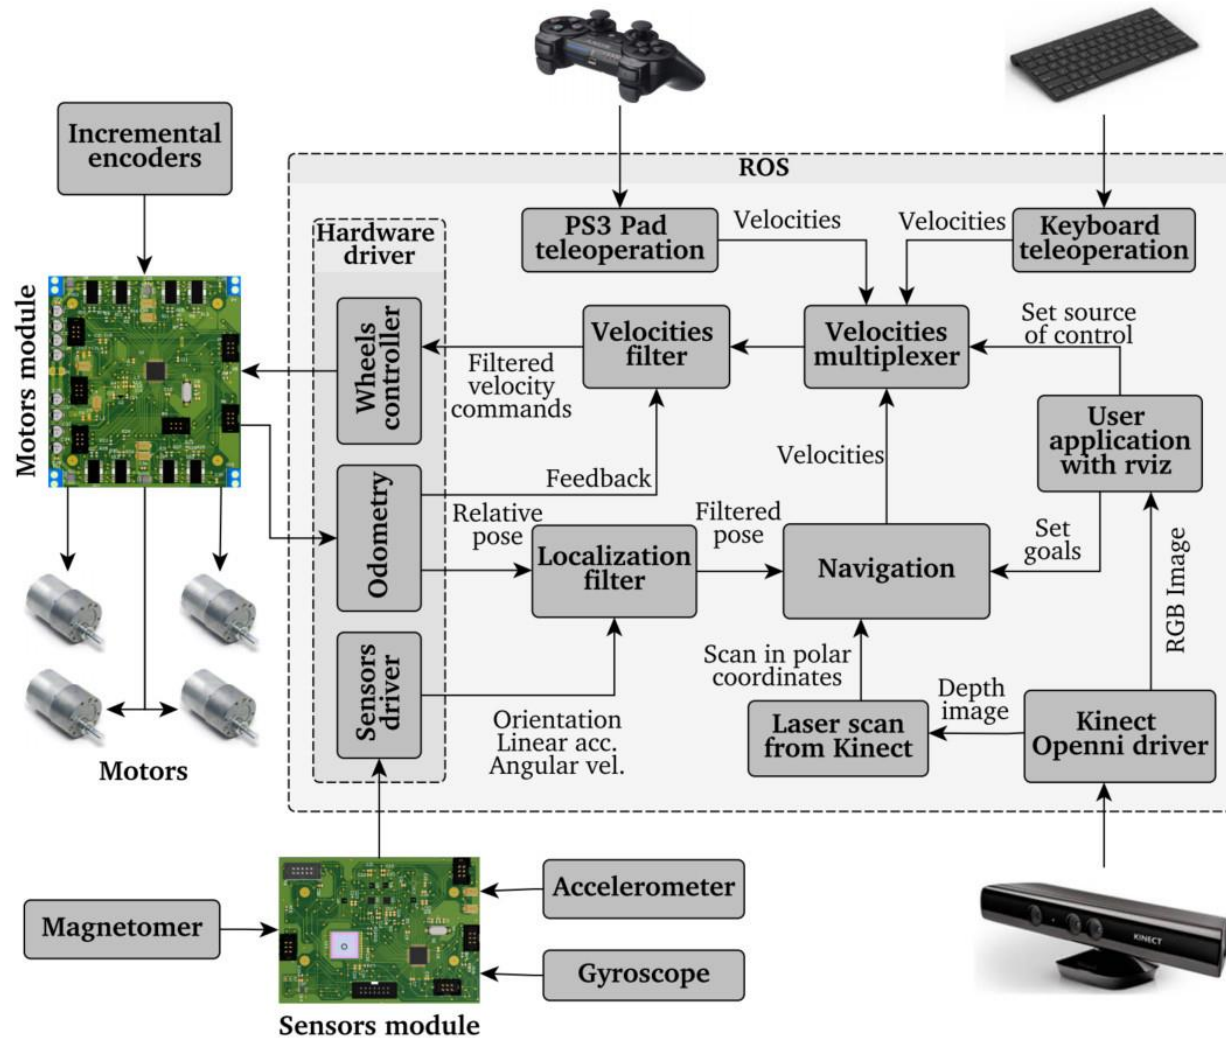 Incremental
encoders
ROS
PS3 Pad
teleoperation
Velocities
Velocities
Keyboard
teleoperation
Hardware
driver
Motors module
Wheels
controller
Filtered
velocity
commands
Velocities
filter
Velocities
multiplexer
Set source
of control
User
application
with rviz
Velocities
Feedback
Odometry
Relative
pose
Localization
filter
Filtered
pose
Navigation
Set
goals
RGB Image
Sensors
driver
Orientation
Linear acc.
Angular vel.
Scan in polar
coordinates
Laser scan
from Kinect
Depth
image
Kinect
Openni driver
Motors
Magnetomer
Accelerometer
Gyroscope
Sensors module
KINECT